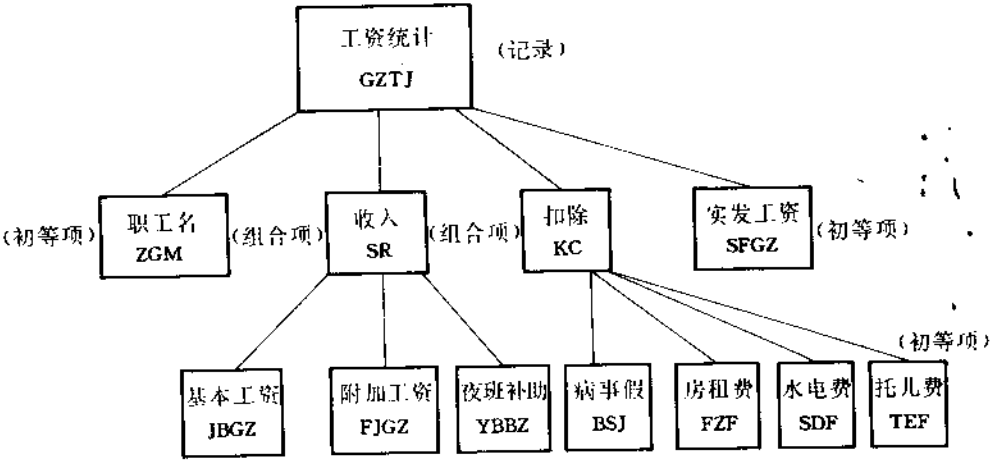 工资统计
GZTJ
(记录)
(初等项)
职工名
ZGM
(组合项)
收入
SR
(组合项)
扣除
KC
实发工资
SFGZ
(初等项)
(初等项)
基本工资
JBGZ
附加工资
FJGZ
夜班补助
YBBZ
病事假
BSJ
房租费
FZF
水电费
SDF
托儿费
TEF